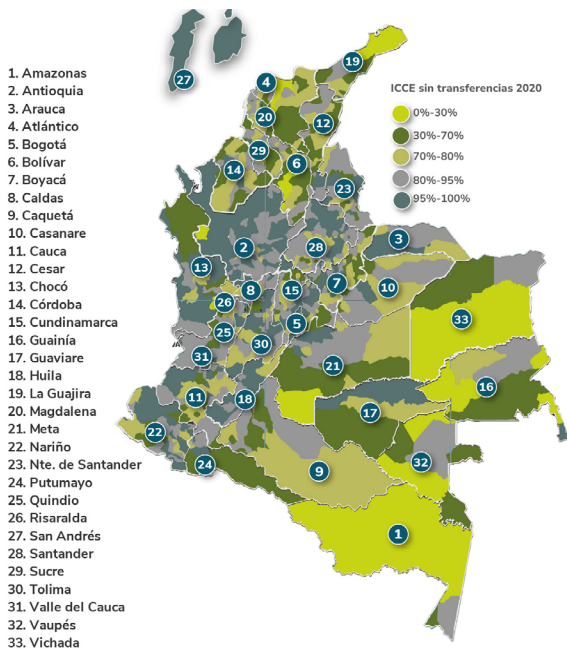 ICCE sin transferencias 2020
0%-30%
30%-70%
70%-80%
80%-95%
95%-100%
1. Amazonas
2. Antioquia
3. Arauca
4. Atlántico
5. Bogotá
6. Bolívar
7. Boyacá
8. Caldas
9. Caquetá
10. Casanare
11. Cauca
12. Cesar
13. Chocó
14. Córdoba
15. Cundinamarca
16. Guainía
17. Guaviare
18. Huila
19. La Guajira
20. Magdalena
21. Meta
22. Nariño
23. Nte. de Santander
24. Putumayo
25. Quindio
26. Risaralda
27. San Andrés
28. Santander
29. Sucre
30. Tolima
31. Valle del Cauca
32. Vaupés
33. Vichada
27
19
4
20
12
29
6
14
23
3
2
28
13
7
8
15
10
26
5
33
25
30
31
21
16
11
18
17
22
24
9
32
1